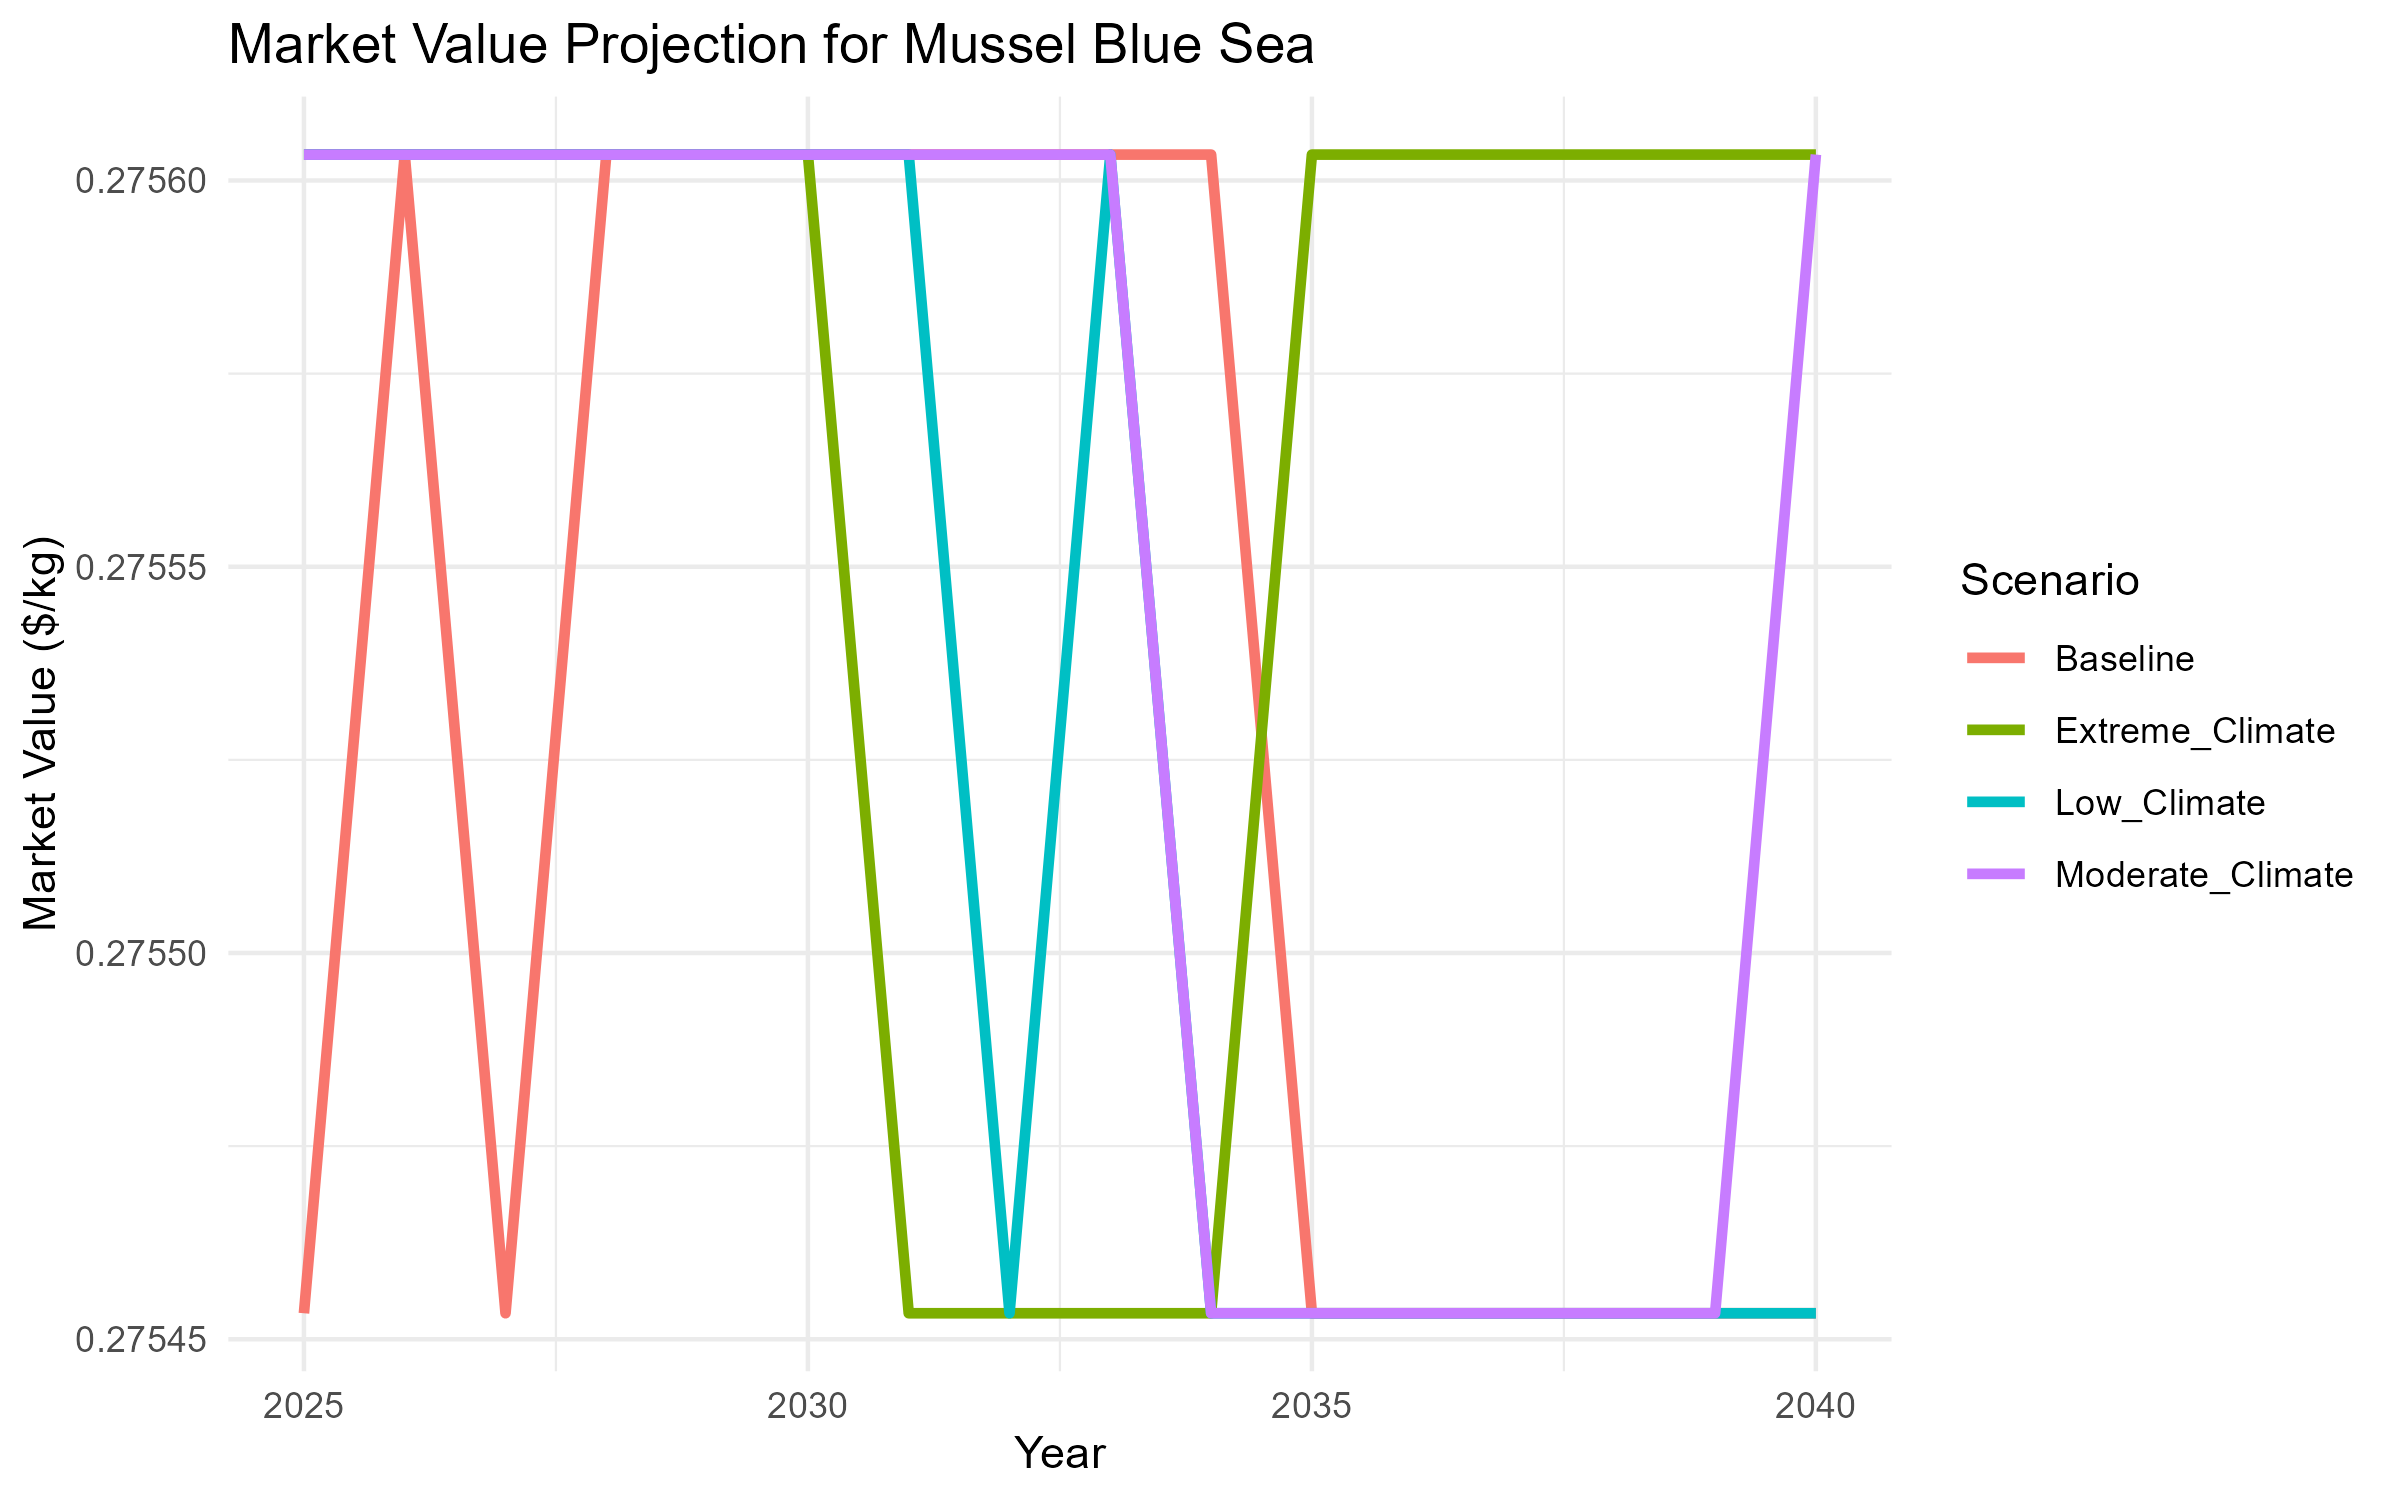 Market Value Projection for Mussel Blue Sea
Market Value ($/kg)
0.27560
0.27555
0.27550
0.27545
2025
2030
2035
2040
Year
Scenario
Baseline
Extreme_Climate
Low_Climate
Moderate_Climate